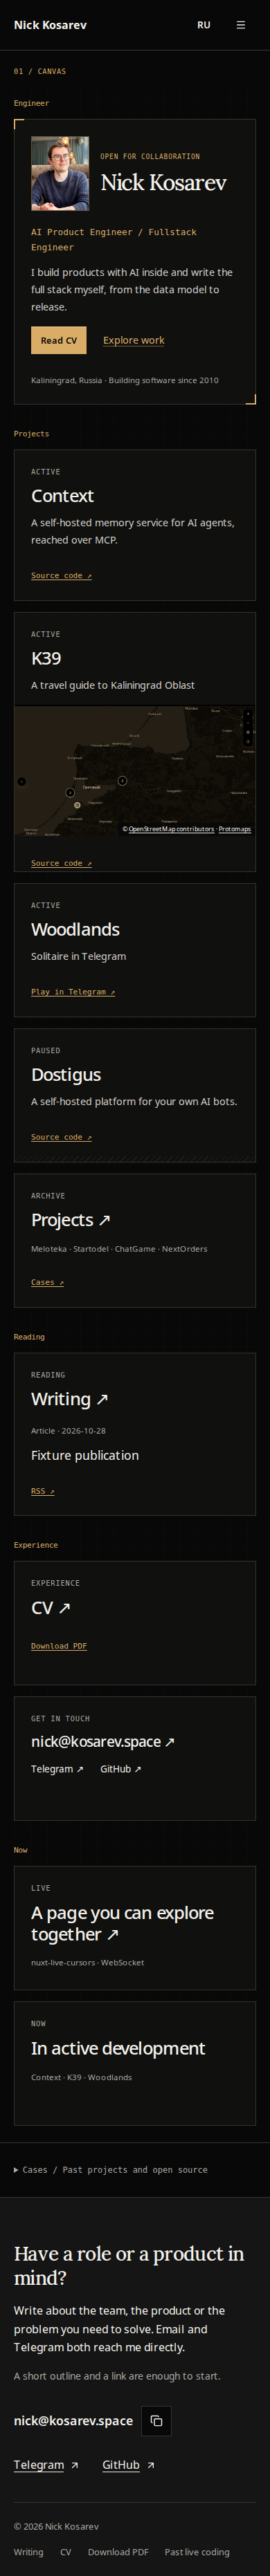 Nick Kosarev
RU
01 / CANVAS
Engineer
OPEN FOR COLLABORATION
Nick Kosarev
AI Product Engineer / Fullstack
Engineer
I build products with AI inside and write the
full stack myself, from the data model to
release.
Read CV
Explore work
Kaliningrad, Russia · Building software since 2010
Projects
ACTIVE
Context
A self-hosted memory service for AI agents,
reached over MCP.
Source code ↗
ACTIVE
K39
A travel guide to Kaliningrad Oblast
© OpenStreetMap contributors · Protomaps
Source code ↗
ACTIVE
Woodlands
Solitaire in Telegram
Play in Telegram ↗
PAUSED
Dostigus
A self-hosted platform for your own AI bots.
Source code ↗
ARCHIVE
Projects ↗
Meloteka · Startodel · ChatGame · NextOrders
Cases ↗
Reading
READING
Writing ↗
Article · 2026-10-28
Fixture publication
RSS ↗
Experience
EXPERIENCE
CV ↗
Download PDF
GET IN TOUCH
nick@kosarev.space ↗
Telegram ↗ GitHub ↗
Now
LIVE
A page you can explore
together ↗
nuxt-live-cursors · WebSocket
NOW
In active development
Context · K39 · Woodlands
▶ Cases / Past projects and open source
Have a role or a product in
mind?
Write about the team, the product or the
problem you need to solve. Email and
Telegram both reach me directly.
A short outline and a link are enough to start.
nick@kosarev.space
Telegram ↗ GitHub ↗
© 2026 Nick Kosarev
Writing CV Download PDF Past live coding